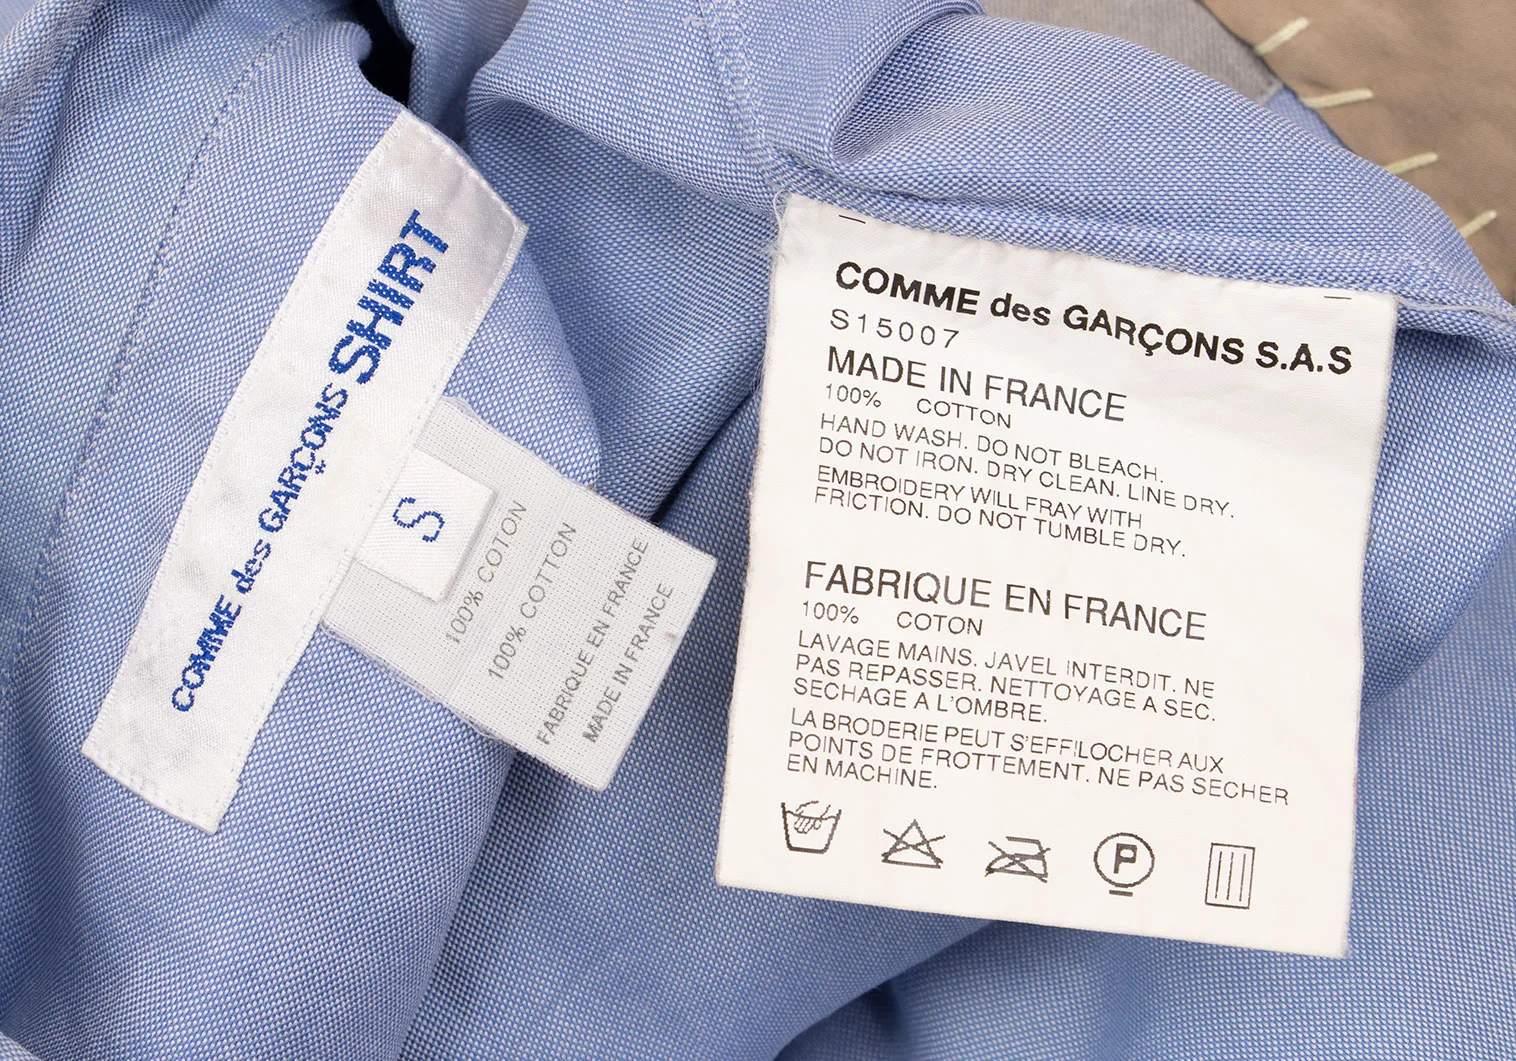 COMME des GARÇONS SHIRT
S
100% COTON
100% COTTON
FABRIQUE EN FRANCE
MADE IN FRANCE
COMME des GARÇONS S.A.S
S15007
MADE IN FRANCE
100% COTTON
HAND WASH. DO NOT BLEACH.
DO NOT IRON. DRY CLEAN. LINE DRY.
EMBROIDERY WILL FRAY WITH
FRICTION. DO NOT TUMBLE DRY.
FABRIQUE EN FRANCE
100% COTON
LAVAGE MAINS. JAVEL INTERDIT. NE
PAS REPASSER. NETTOYAGE A SEC.
SECHAGE A L'OMBRE.
LA BRODERIE PEUT S'EFFILOCHER AUX
POINTS DE FROTTEMENT. NE PAS SECHER
EN MACHINE.
P